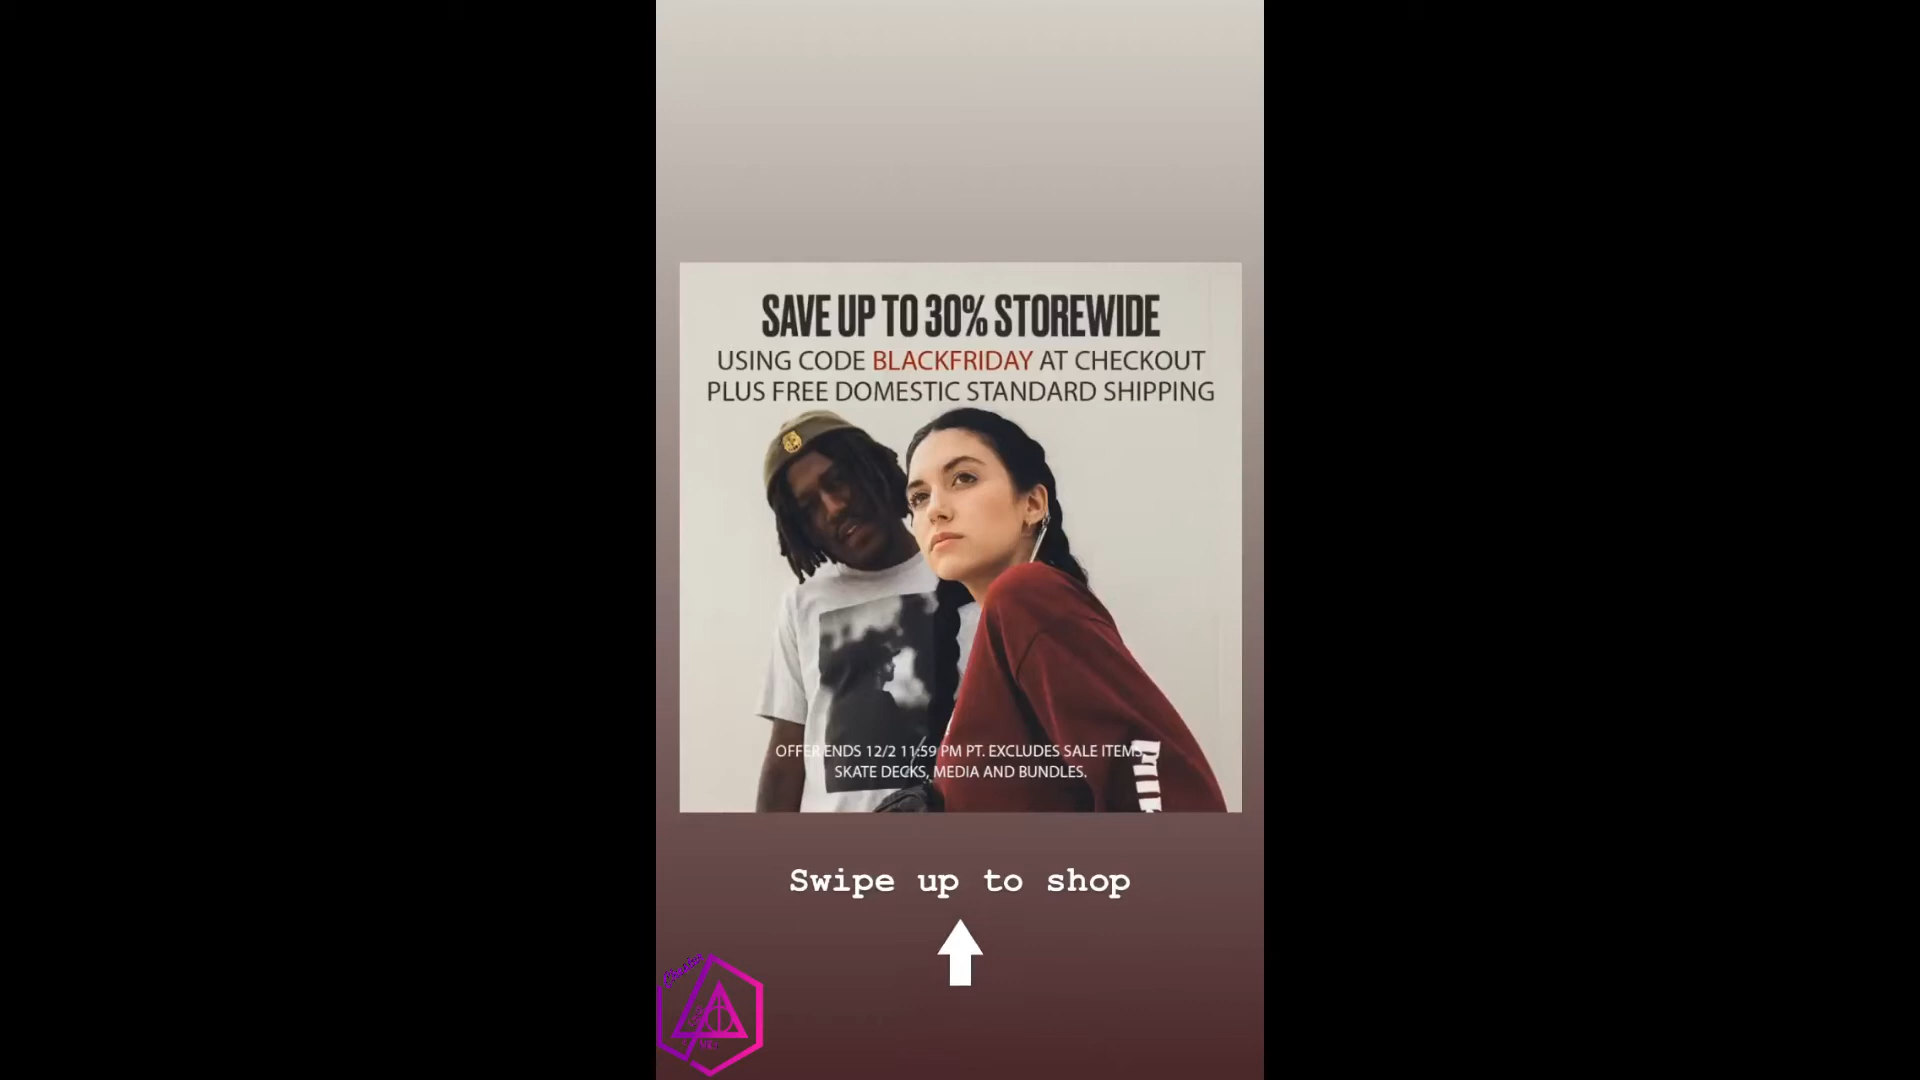 SAVE UP TO 30% STOREWIDE
USING CODE BLACKFRIDAY AT CHECKOUT
PLUS FREE DOMESTIC STANDARD SHIPPING
OFFER ENDS 12/2 11:59 PM PT. EXCLUDES SALE ITEMS,
SKATE DECKS, MEDIA AND BUNDLES.
Swipe up to shop